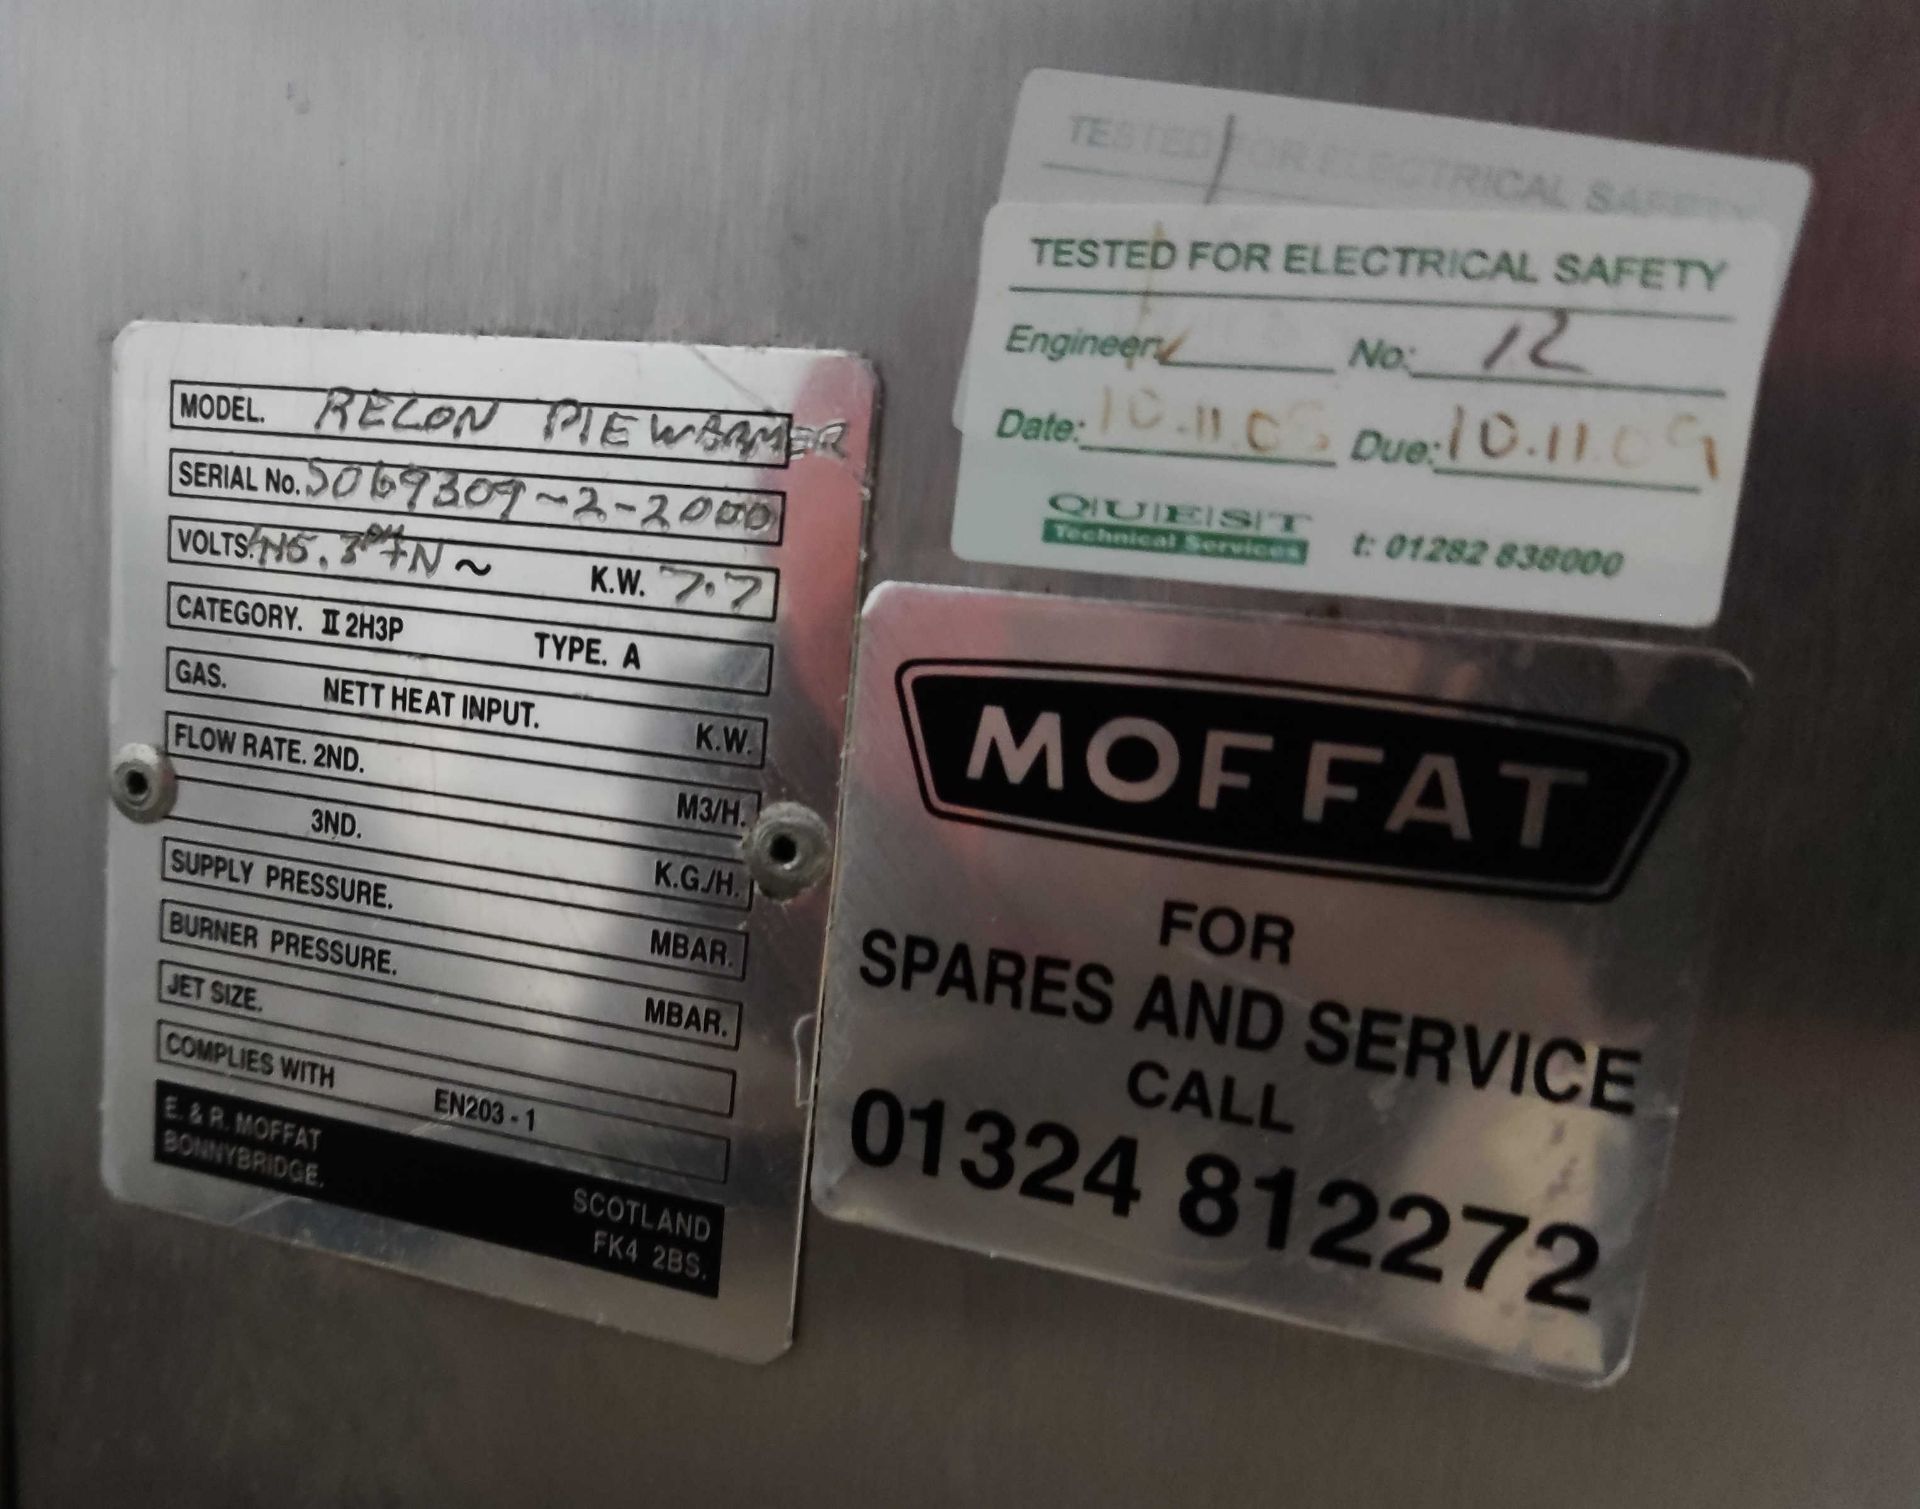 MODEL. RECON PIE WARMER
SERIAL No. 5069309-2-2000
VOLTS. 415. 3PH+N~ K.W. 7.7
CATEGORY. II 2H3P TYPE. A
GAS. NETT HEAT INPUT. K.W.
FLOW RATE. 2ND. M3/H.
3ND. K.G./H.
SUPPLY PRESSURE. MBAR.
BURNER PRESSURE. MBAR.
JET SIZE.
COMPLIES WITH EN203-1
E. & R. MOFFAT
BONNYBRIDGE.
SCOTLAND
FK4 2BS.
TESTED FOR ELECTRICAL SAFETY
TESTED FOR ELECTRICAL SAFETY
Engineer: No: 12
Date: 10.11.08 Due: 10.11.09
QUEST
Technical Services t: 01282 838000
MOFFAT
FOR
SPARES AND SERVICE
CALL
01324 812272